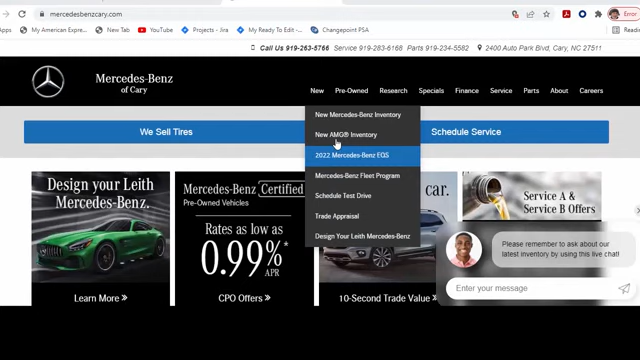 mercedesbenzcary.com
Error
Apps
My American Expre...
New Tab
YouTube
Projects - Jira
My Ready To Edit -...
Changepoint PSA
Readin
Call Us 919-263-5766 Service 919-283-6168 Parts 919-234-5582 2400 Auto Park Blvd, Cary, NC 27511
Mercedes-Benz
of Cary
New Pre-Owned Research Specials Finance Service Parts About Careers
New Mercedes-Benz Inventory
New AMG® Inventory
2022 Mercedes-Benz EQS
Mercedes-Benz Fleet Program
Schedule Test Drive
Trade Appraisal
Design Your Leith Mercedes-Benz
We Sell Tires
Schedule Service
Design your Leith
Mercedes-Benz.
Learn More »
Mercedes-Benz Certified
Pre-Owned Vehicles
Rates as low as
0.99%*
APR
CPO Offers »
car.
10-Second Trade Value »
Service A &
Service B Offers
Please remember to ask about our
latest inventory by using this live chat!
Enter your message